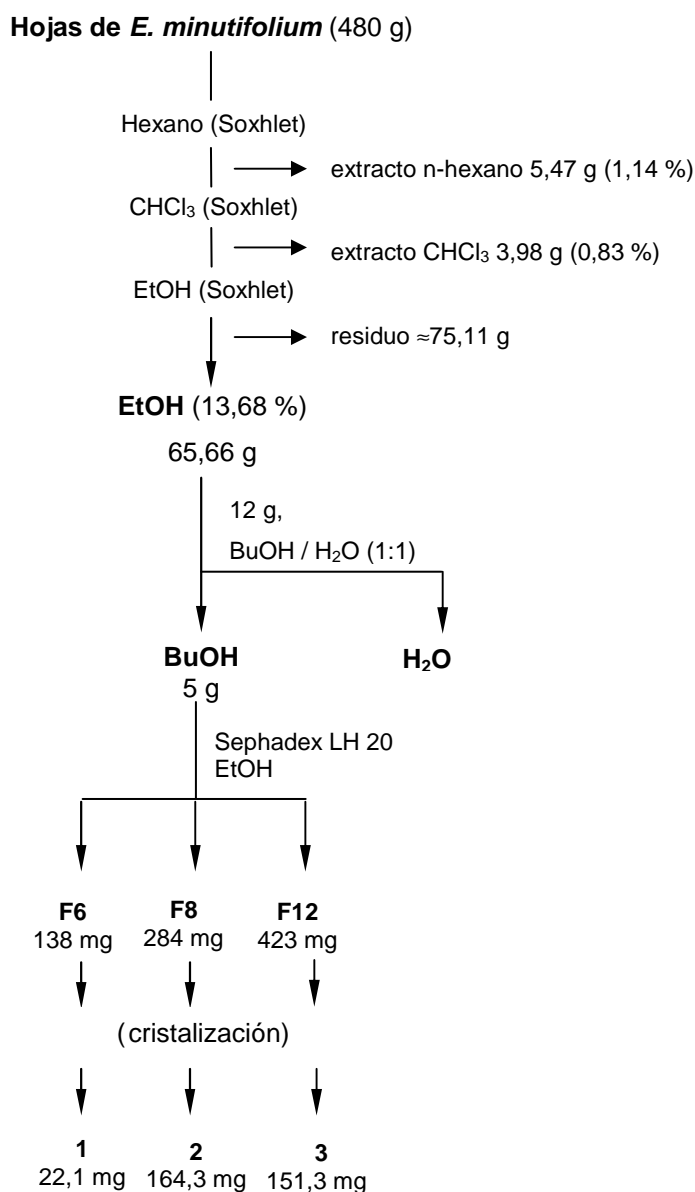 Hojas de E. minutifolium (480 g)
Hexano (Soxhlet)
extracto n-hexano 5,47 g (1,14 %)
CHCl₃ (Soxhlet)
extracto CHCl₃ 3,98 g (0,83 %)
EtOH (Soxhlet)
residuo ≈75,11 g
EtOH (13,68 %)
65,66 g
12 g,
BuOH / H₂O (1:1)
BuOH H₂O
5 g
Sephadex LH 20
EtOH
F6 F8 F12
138 mg 284 mg 423 mg
(cristalización)
1 2 3
22,1 mg 164,3 mg 151,3 mg